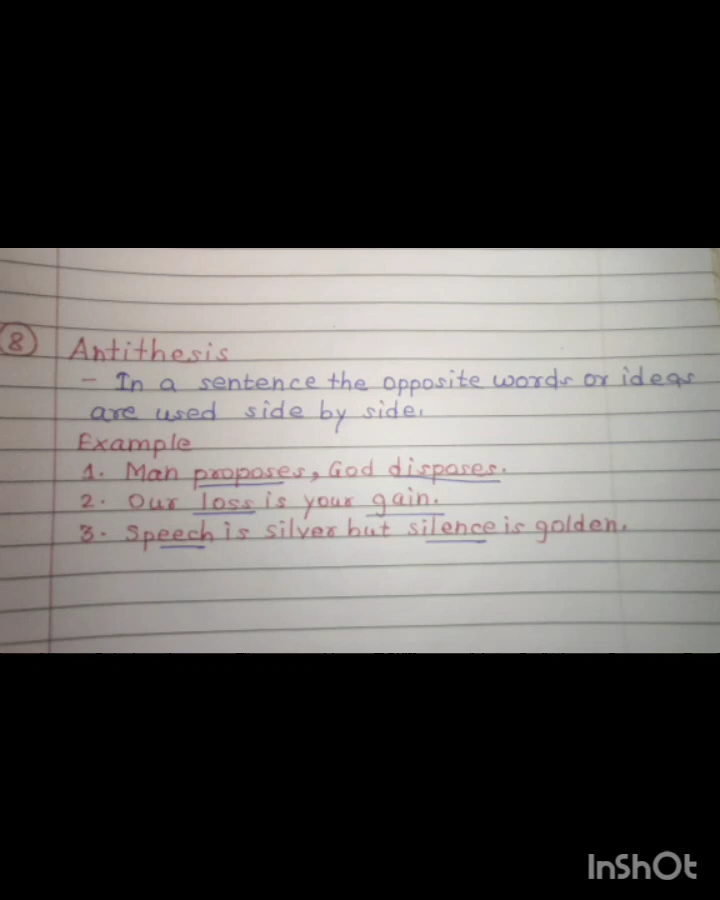 8 Antithesis
- In a sentence the opposite words or ideas
are used side by side.
Example
1. Man proposes, God disposes.
2. Our loss is your gain.
3. Speech is silver but silence is golden.
InShOt